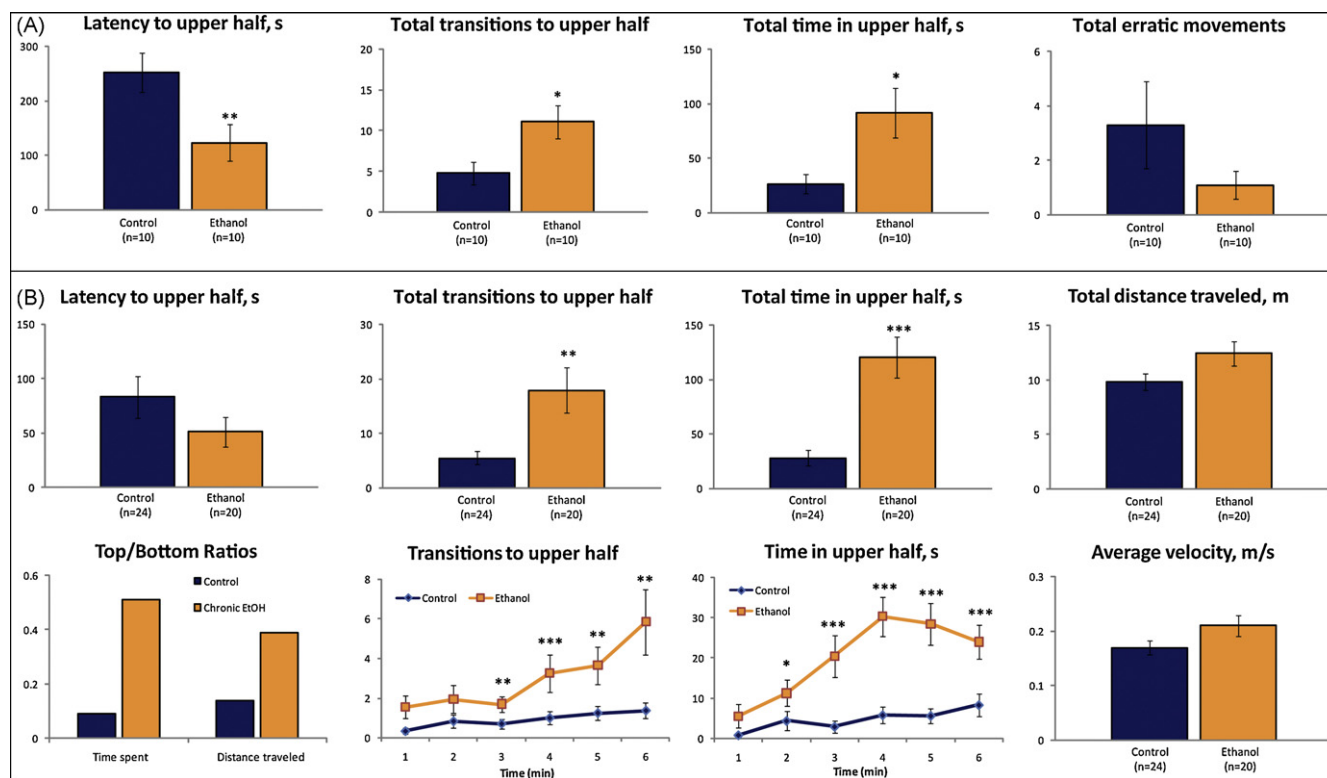 (A)
Latency to upper half, s
300
200
100
0
**
Control
(n=10)
Ethanol
(n=10)
Total transitions to upper half
20
15
10
5
0
*
Control
(n=10)
Ethanol
(n=10)
Total time in upper half, s
150
100
50
0
*
Control
(n=10)
Ethanol
(n=10)
Total erratic movements
6
4
2
0
Control
(n=10)
Ethanol
(n=10)
(B)
Latency to upper half, s
150
100
50
0
Control
(n=24)
Ethanol
(n=20)
Total transitions to upper half
30
20
10
0
**
Control
(n=24)
Ethanol
(n=20)
Total time in upper half, s
150
100
50
0
***
Control
(n=24)
Ethanol
(n=20)
Total distance traveled, m
15
10
5
0
Control
(n=24)
Ethanol
(n=20)
Top/Bottom Ratios
0.6
0.4
0.2
0
Control
Chronic EtOH
Time spent
Distance traveled
Transitions to upper half
8
6
4
2
0
Control
Ethanol
** *** ** **
1 2 3 4 5 6
Time (min)
Time in upper half, s
40
30
20
10
0
Control
Ethanol
* *** *** *** ***
1 2 3 4 5 6
Time (min)
Average velocity, m/s
0.3
0.2
0.1
0
Control
(n=24)
Ethanol
(n=20)